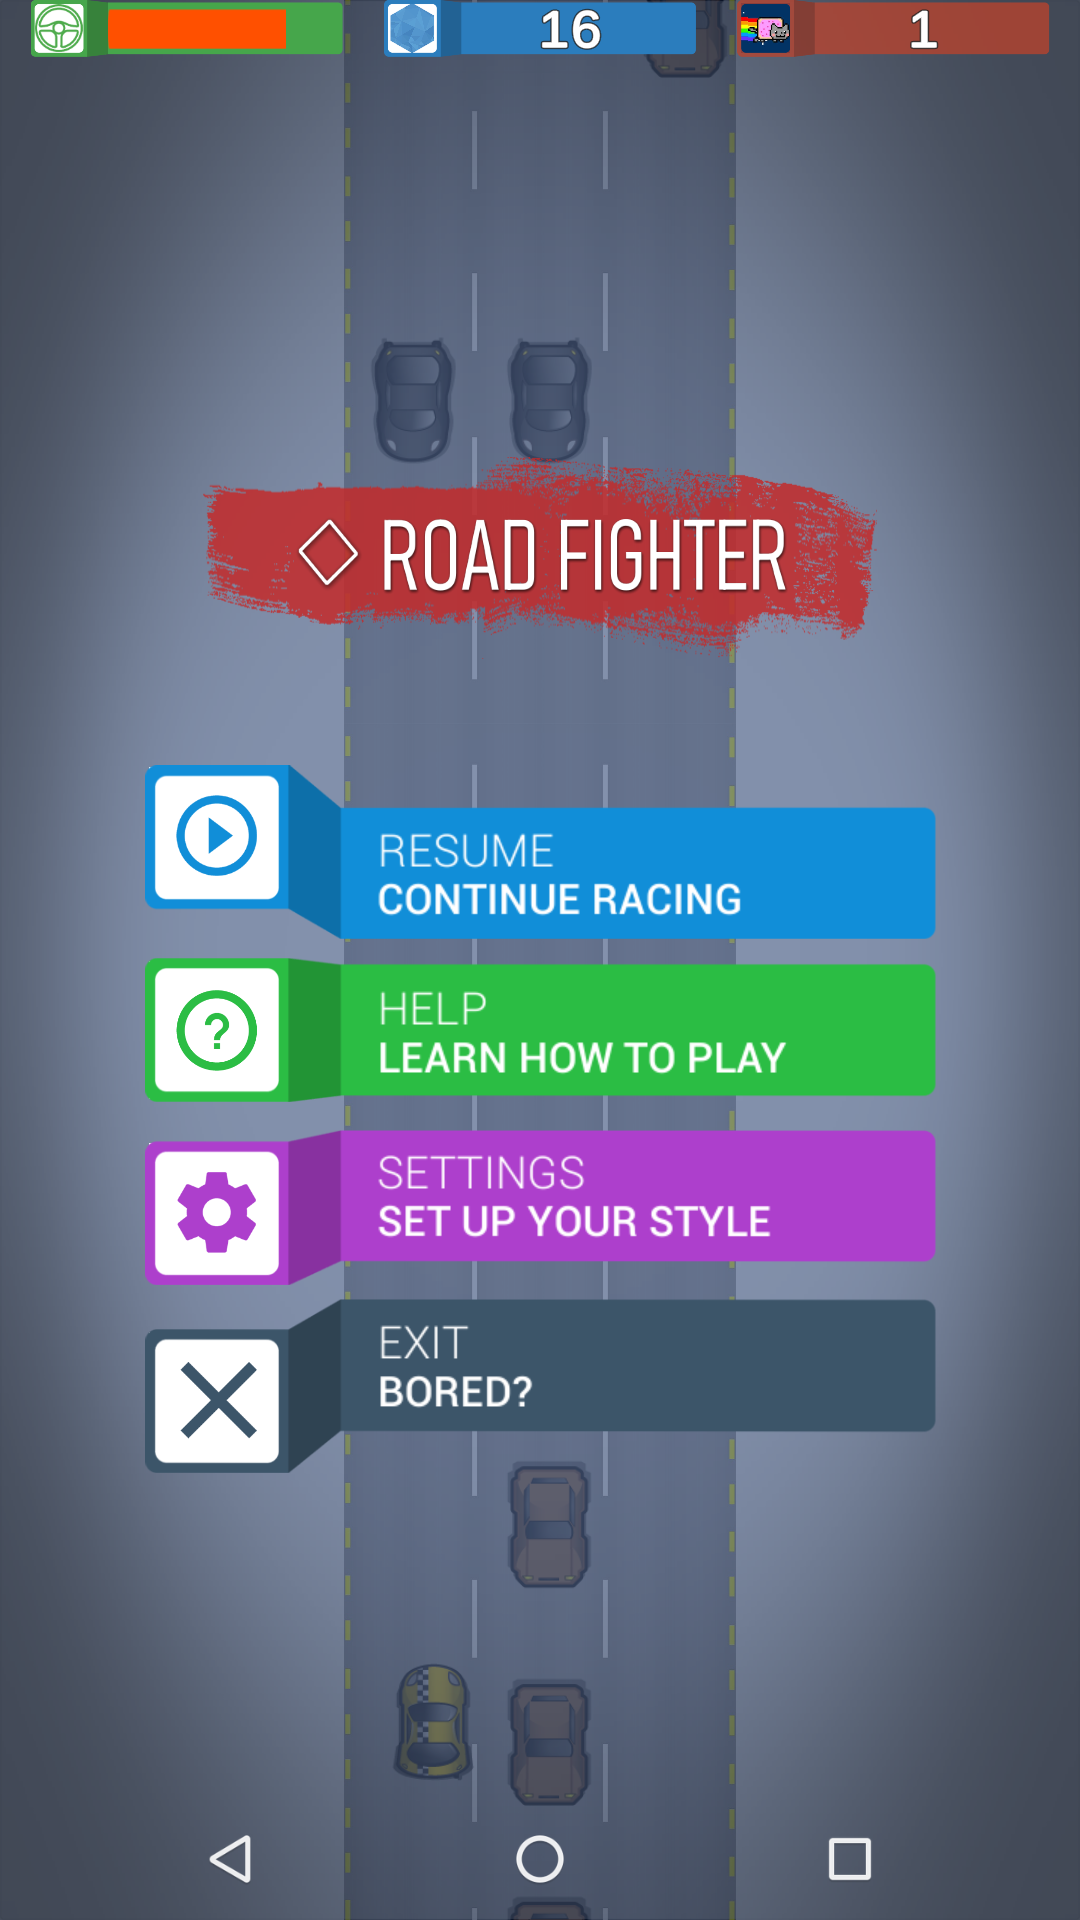 16
1
ROAD FIGHTER
RESUME
CONTINUE RACING
HELP
LEARN HOW TO PLAY
SETTINGS
SET UP YOUR STYLE
EXIT
BORED?